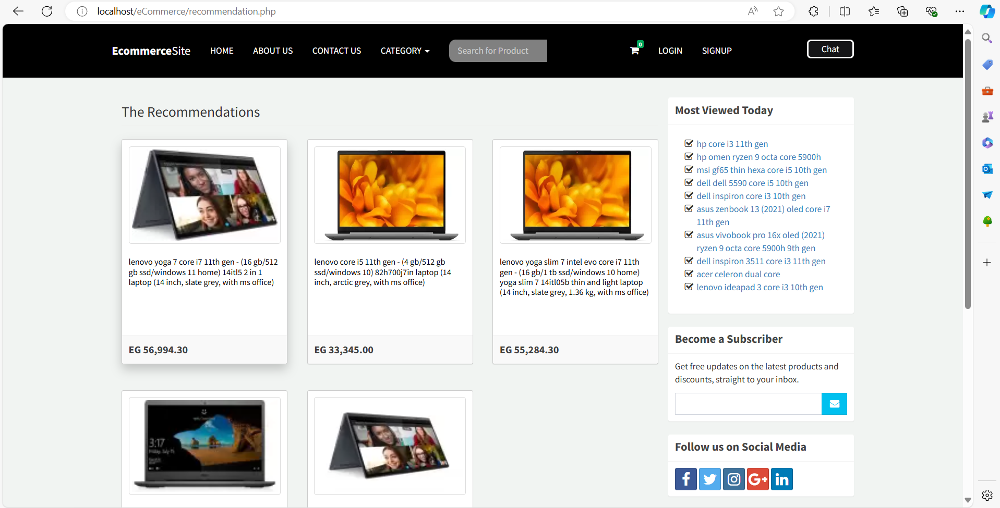 localhost/eCommerce/recommendation.php
EcommerceSite
HOME
ABOUT US
CONTACT US
CATEGORY
Search for Product
0
LOGIN
SIGNUP
Chat
The Recommendations
lenovo yoga 7 core i7 11th gen - (16 gb/512
gb ssd/windows 11 home) 14itl5 2 in 1
laptop (14 inch, slate grey, with ms office)
EG 56,994.30
lenovo core i5 11th gen - (4 gb/512 gb
ssd/windows 10) 82h700j7in laptop (14
inch, arctic grey, with ms office)
EG 33,345.00
lenovo yoga slim 7 intel evo core i7 11th
gen - (16 gb/1 tb ssd/windows 10 home)
yoga slim 7 14itl05b thin and light laptop
(14 inch, slate grey, 1.36 kg, with ms office)
EG 55,284.30
3:17
Most Viewed Today
hp core i3 11th gen
hp omen ryzen 9 octa core 5900h
msi gf65 thin hexa core i5 10th gen
dell dell 5590 core i5 10th gen
dell inspiron core i3 10th gen
asus zenbook 13 (2021) oled core i7
11th gen
asus vivobook pro 16x oled (2021)
ryzen 9 octa core 5900h 9th gen
dell inspiron 3511 core i3 11th gen
acer celeron dual core
lenovo ideapad 3 core i3 10th gen
Become a Subscriber
Get free updates on the latest products and
discounts, straight to your inbox.
Follow us on Social Media